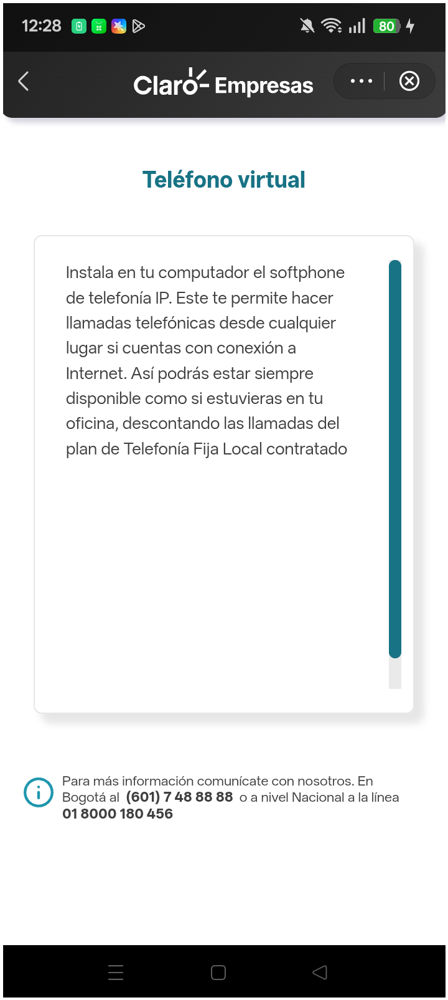 12:28
80
Claro Empresas
Teléfono virtual
Instala en tu computador el softphone
de telefonía IP. Este te permite hacer
llamadas telefónicas desde cualquier
lugar si cuentas con conexión a
Internet. Así podrás estar siempre
disponible como si estuvieras en tu
oficina, descontando las llamadas del
plan de Telefonía Fija Local contratado
Para más información comunícate con nosotros. En
Bogotá al (601) 7 48 88 88 o a nivel Nacional a la línea
01 8000 180 456